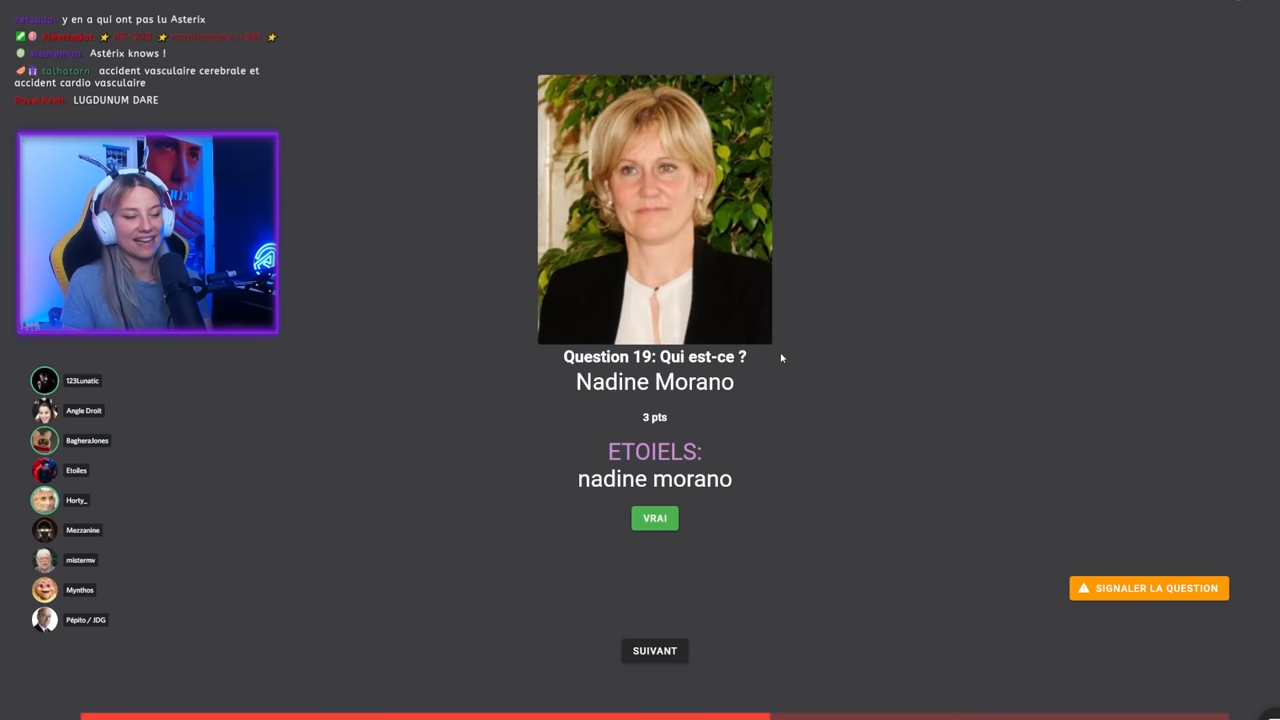 y en a qui ont pas lu Asterix
Astérix knows !
talhatorn: accident vasculaire cerebrale et
accident cardio vasculaire
LUGDUNUM DARE
Question 19: Qui est-ce ?
Nadine Morano
3 pts
ETOIELS:
nadine morano
VRAI
123Lunatic
Angle Droit
BagheraJones
Etoiles
Horty_
Mezzanine
mistermv
Mynthos
Pépito / JDG
SIGNALER LA QUESTION
SUIVANT